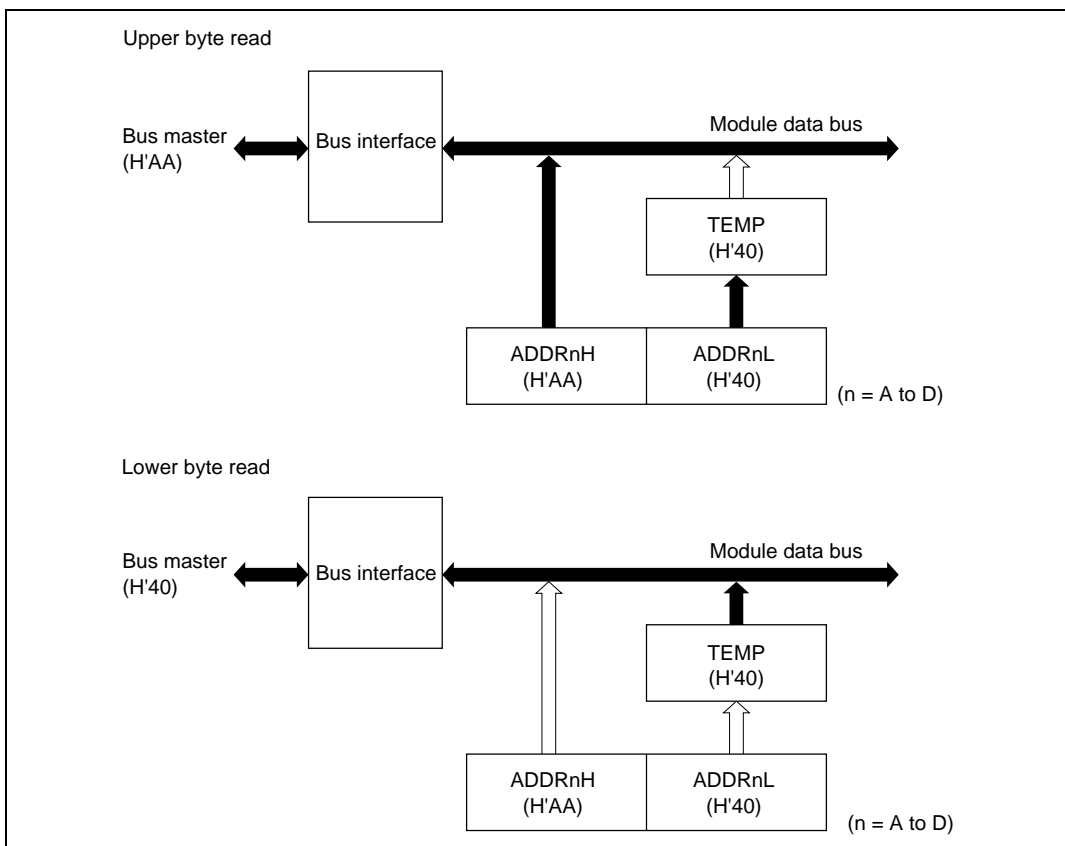 Upper byte read
Bus master
(H'AA)
Bus interface
Module data bus
TEMP
(H'40)
ADDRnH
(H'AA)
ADDRnL
(H'40)
(n = A to D)
Lower byte read
Bus master
(H'40)
Bus interface
Module data bus
TEMP
(H'40)
ADDRnH
(H'AA)
ADDRnL
(H'40)
(n = A to D)